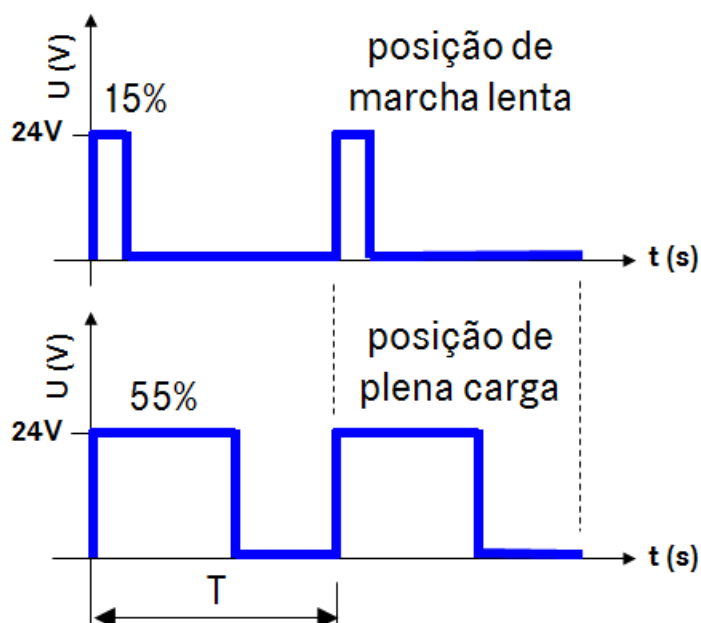 U (V)
15%
posição de
marcha lenta
24V
t (s)
U (V)
55%
posição de
plena carga
24V
t (s)
T